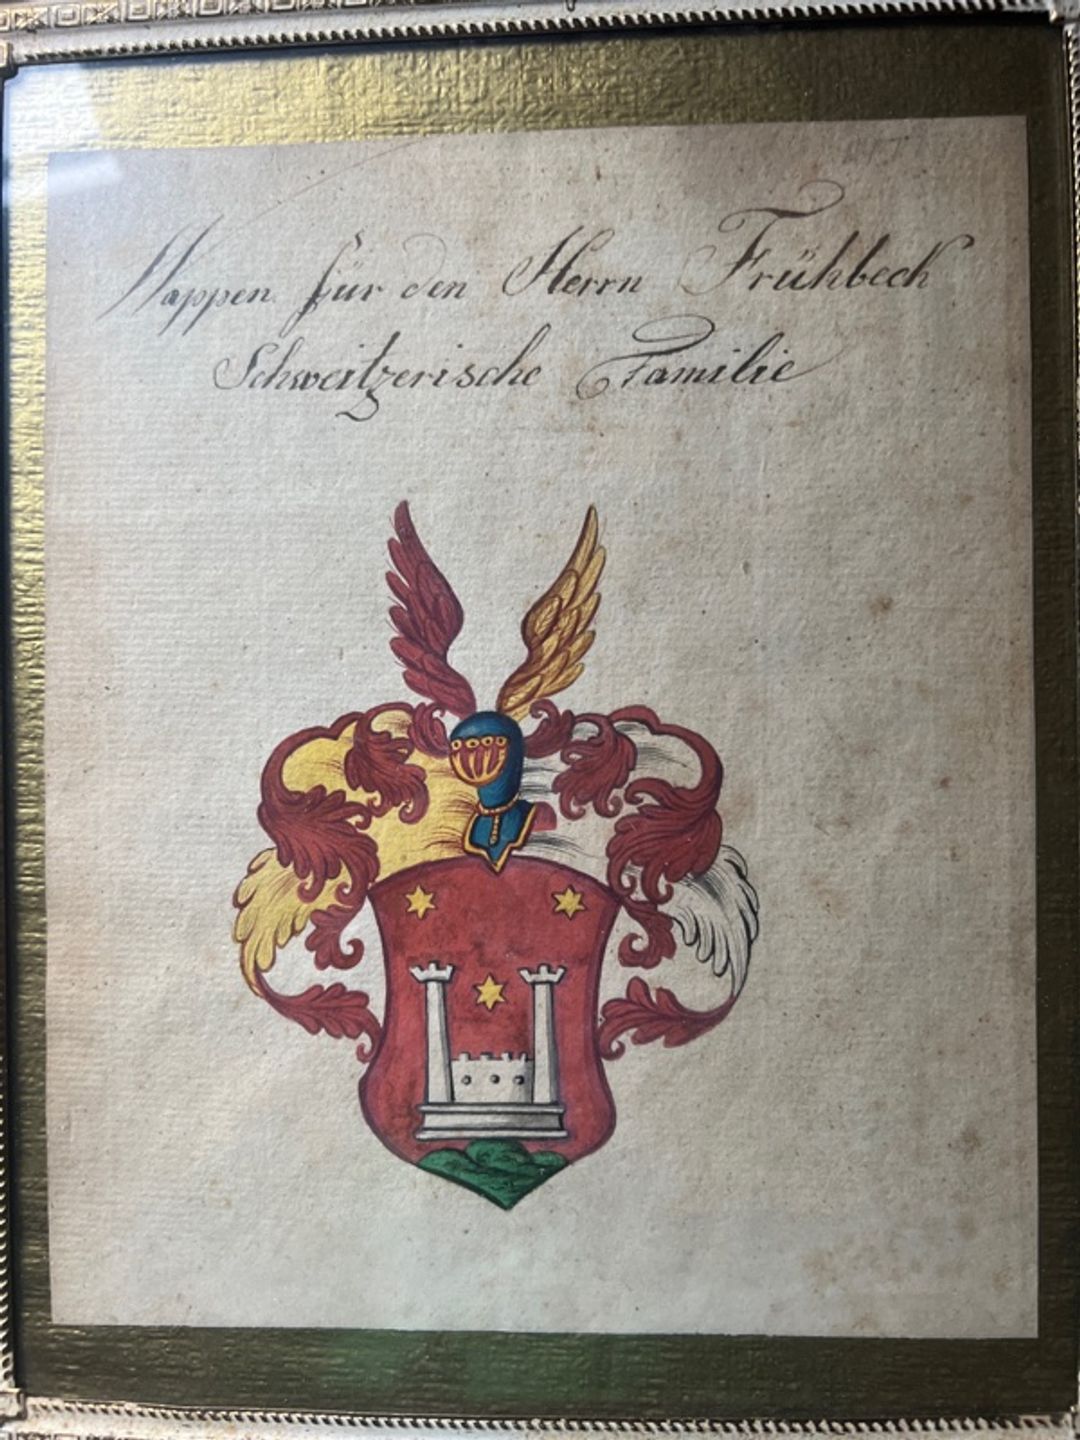 Wappen für den Herrn Frühbeck
Schweitzerische Familie